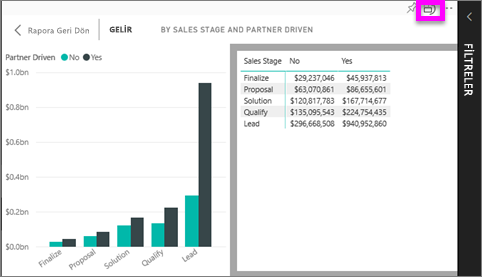 Rapora Geri Dön GELİR BY SALES STAGE AND PARTNER DRIVEN
Partner Driven No Yes
$1.0bn
$0.8bn
$0.6bn
$0.4bn
$0.2bn
$0.0bn
Finalize Proposal Solution Qualify Lead
Sales Stage No Yes
Finalize $29,237,046 $45,937,813
Proposal $63,070,861 $86,655,601
Solution $120,817,783 $167,714,677
Qualify $135,095,543 $224,754,435
Lead $296,668,508 $940,952,860
FİLTRELER